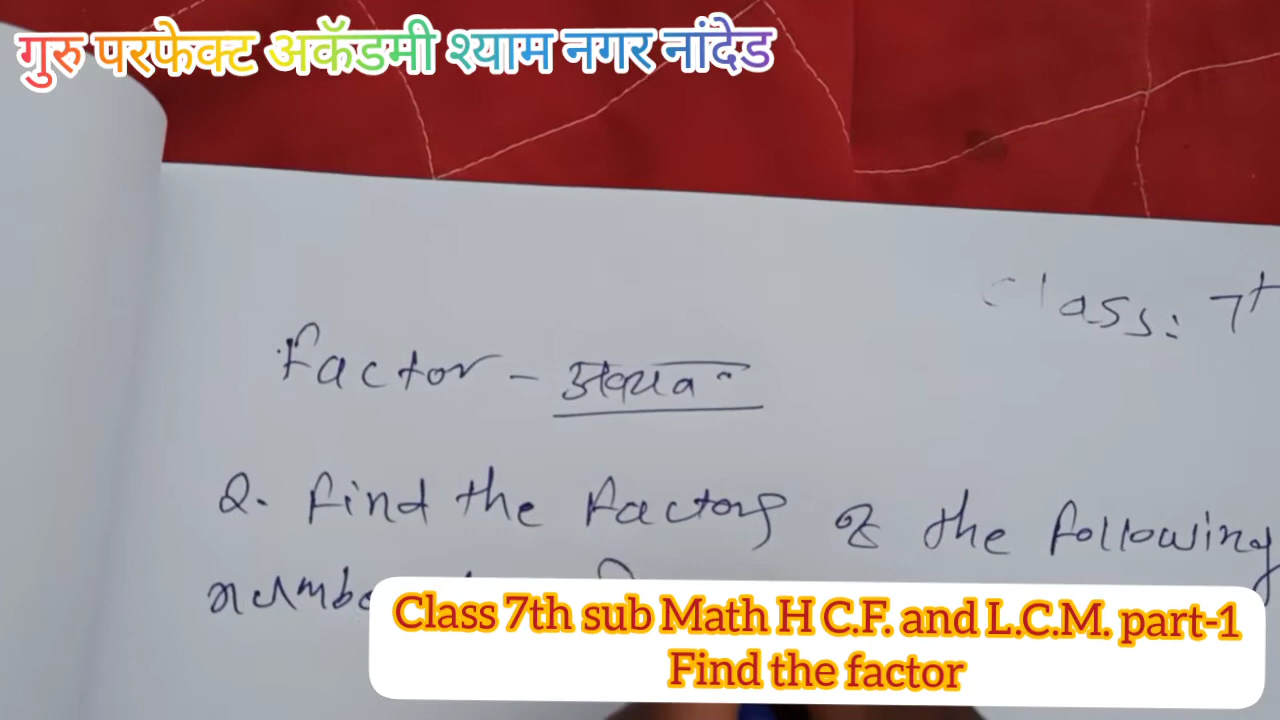 गुरु परफेक्ट अकॅडमी श्याम नगर नांदेड
Class: 7th
Factor - अवयव
Q. Find the factors of the following
Class 7th sub Math H C.F. and L.C.M. part-1
Find the factor